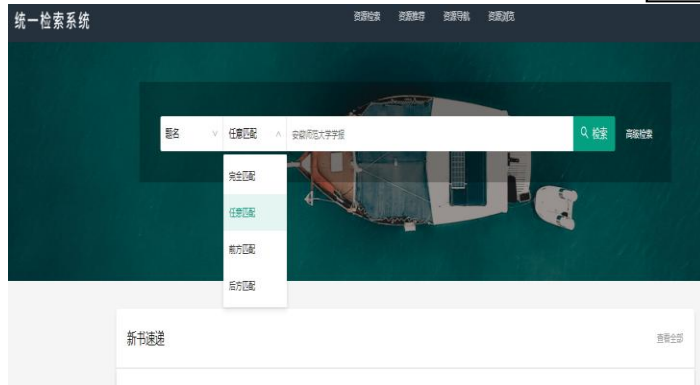 统一检索系统
资源检索 资源推荐 资源导航 资源浏览
题名 任意匹配 安徽师范大学学报 检索 高级检索
完全匹配
任意匹配
前方匹配
后方匹配
新书速递 查看全部